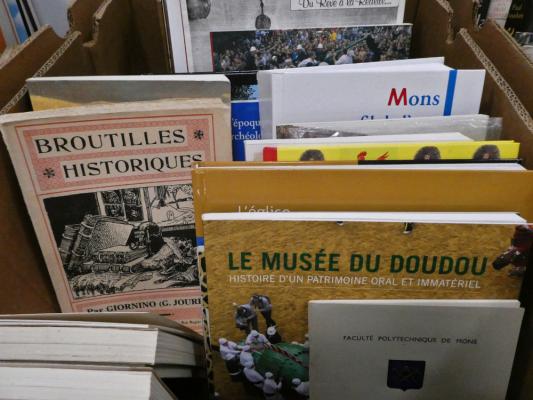 Du Rêve à la Réalité...
Mons
l'époque
BROUTILLES
HISTORIQUES
Par GIORNINO (G. JOURE
L'église
LE MUSÉE DU DOUDOU
HISTOIRE D'UN PATRIMOINE ORAL ET IMMATÉRIEL
FACULTÉ POLYTECHNIQUE DE MONS